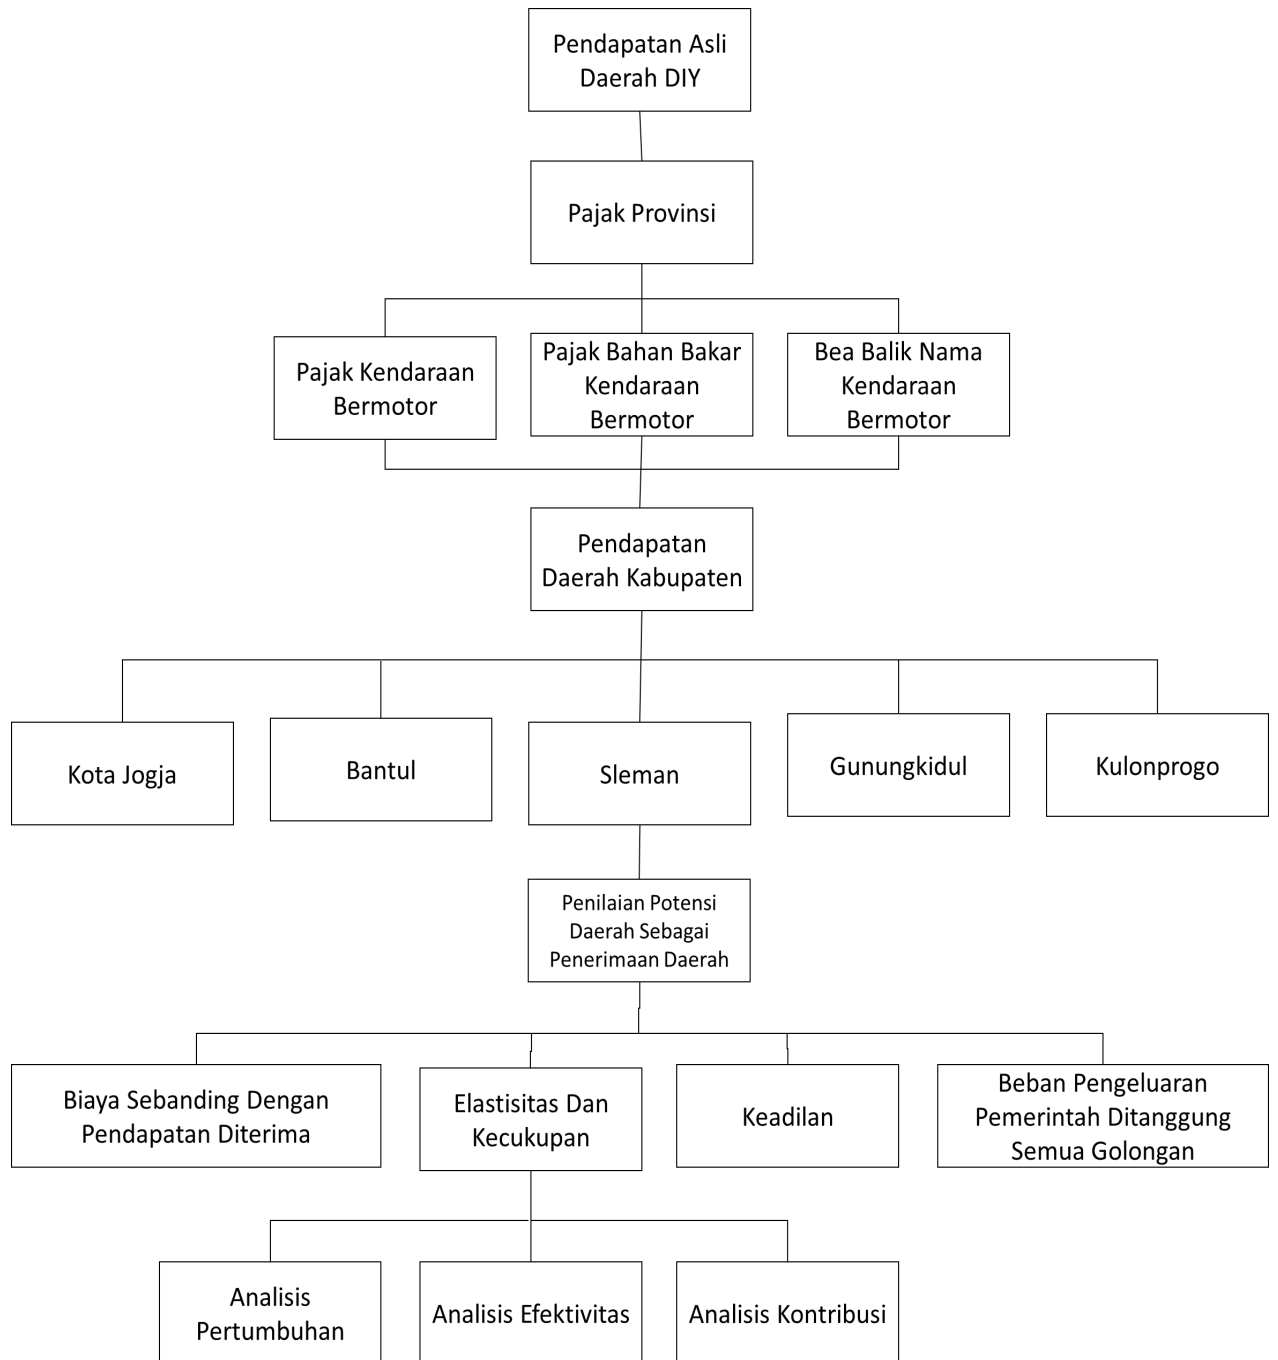 Pendapatan Asli
Daerah DIY
Pajak Provinsi
Pajak Kendaraan
Bermotor
Pajak Bahan Bakar
Kendaraan
Bermotor
Bea Balik Nama
Kendaraan
Bermotor
Pendapatan
Daerah Kabupaten
Kota Jogja
Bantul
Sleman
Gunungkidul
Kulonprogo
Penilaian Potensi
Daerah Sebagai
Penerimaan Daerah
Biaya Sebanding Dengan
Pendapatan Diterima
Elastisitas Dan
Kecukupan
Keadilan
Beban Pengeluaran
Pemerintah Ditanggung
Semua Golongan
Analisis
Pertumbuhan
Analisis Efektivitas
Analisis Kontribusi